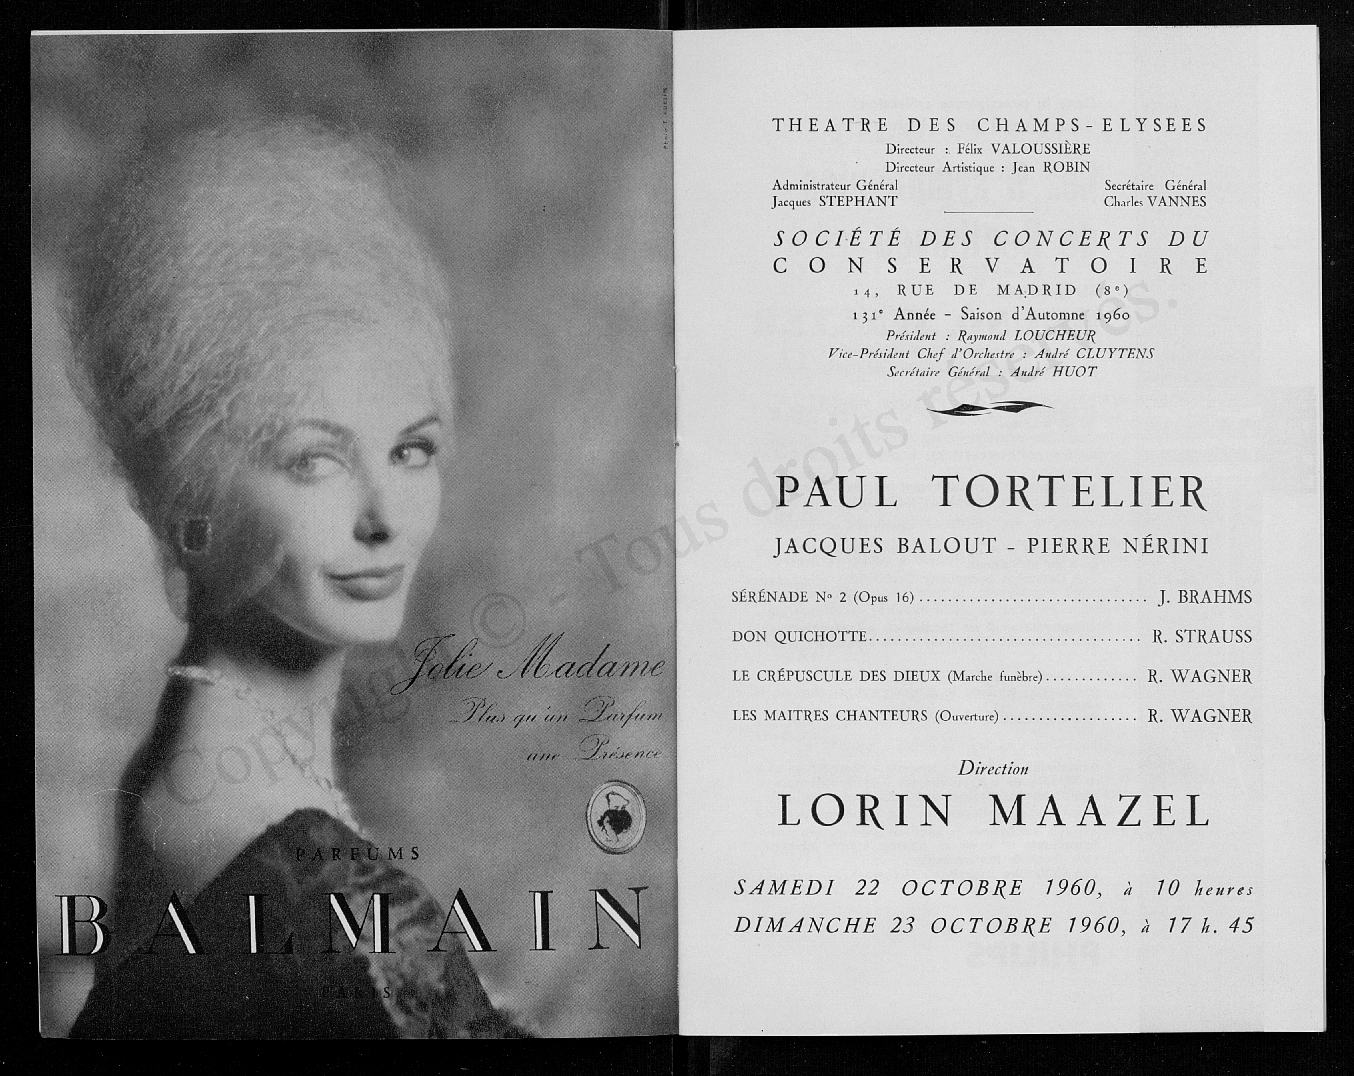 Jolie Madame
Plus qu'un Parfum
une Présence
PARFUMS
BALMAIN
PARIS
THEATRE DES CHAMPS-ELYSEES
Directeur : Félix VALOUSSIÈRE
Directeur Artistique : Jean ROBIN
Administrateur Général Secrétaire Général
Jacques STEPHANT Charles VANNES
SOCIÉTÉ DES CONCERTS DU
CONSERVATOIRE
14, RUE DE MADRID (8e)
131e Année - Saison d'Automne 1960
Président : Raymond LOUCHEUR
Vice-Président Chef d'Orchestre : André CLUYTENS
Secrétaire Général : André HUOT
PAUL TORTELIER
JACQUES BALOUT - PIERRE NÉRINI
SÉRÉNADE No 2 (Opus 16) ................................ J. BRAHMS
DON QUICHOTTE...................................... R. STRAUSS
LE CRÉPUSCULE DES DIEUX (Marche funèbre)............. R. WAGNER
LES MAITRES CHANTEURS (Ouverture) ................... R. WAGNER
Direction
LORIN MAAZEL
SAMEDI 22 OCTOBRE 1960, à 10 heures
DIMANCHE 23 OCTOBRE 1960, à 17 h. 45
Copyright © - Tous droits réservés.